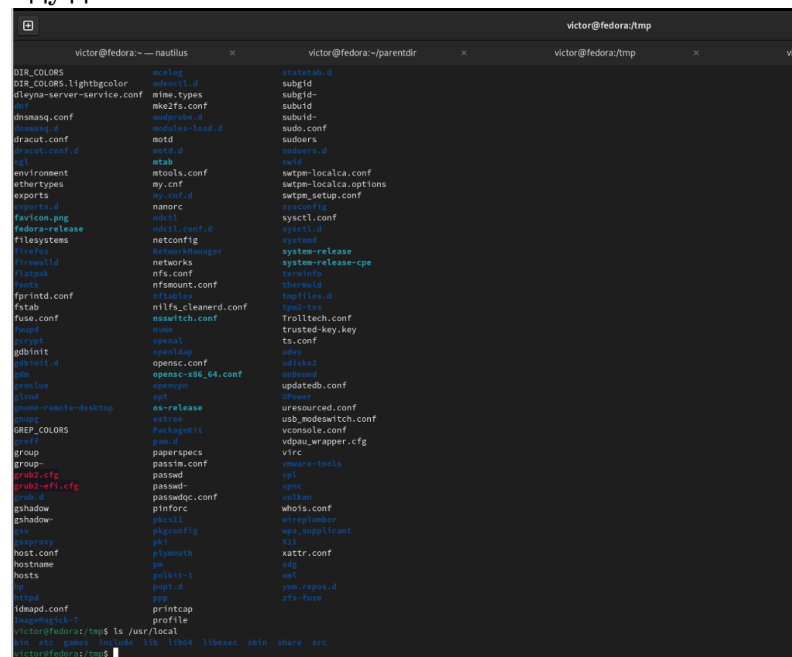 victor@fedora:/tmp
victor@fedora:~ — nautilus × victor@fedora:~/parentdir × victor@fedora:/tmp ×
DIR_COLORS mcelog statetab.d
DIR_COLORS.lightbgcolor mdevctl.d subgid
dleyna-server-service.conf mime.types subgid-
dnf mke2fs.conf subuid
dnsmasq.conf modprobe.d subuid-
dnsmasq.d modules-load.d sudo.conf
dracut.conf motd sudoers
dracut.conf.d motd.d sudoers.d
egl mtab swid
environment mtools.conf swtpm-localca.conf
ethertypes my.cnf swtpm-localca.options
exports my.cnf.d swtpm_setup.conf
exports.d nanorc sysconfig
favicon.png ndctl sysctl.conf
fedora-release ndctl.conf.d sysctl.d
filesystems netconfig systemd
firefox NetworkManager system-release
firewalld networks system-release-cpe
flatpak nfs.conf terminfo
fonts nfsmount.conf thermald
fprintd.conf nftables tmpfiles.d
fstab nilfs_cleanerd.conf tpm2-tss
fuse.conf nsswitch.conf Trolltech.conf
fwupd nvme trusted-key.key
gcrypt openal ts.conf
gdbinit openldap udev
gdbinit.d opensc.conf udisks2
gdm opensc-x86_64.conf unbound
geoclue openvpn updatedb.conf
glvnd opt UPower
gnome-remote-desktop os-release uresourced.conf
gnupg ostree usb_modeswitch.conf
GREP_COLORS PackageKit vconsole.conf
groff pam.d vdpau_wrapper.cfg
group paperspecs virc
group- passim.conf vmware-tools
grub2.cfg passwd vpl
grub2-efi.cfg passwd- vpnc
grub.d passwdqc.conf vulkan
gshadow pinforc whois.conf
gshadow- pkcs11 wireplumber
gss pkgconfig wpa_supplicant
gssproxy pki X11
host.conf plymouth xattr.conf
hostname pm xdg
hosts polkit-1 xml
hp popt.d yum.repos.d
httpd ppp zfs-fuse
idmapd.conf printcap
ImageMagick-7 profile
victor@fedora:/tmp$ ls /usr/local
bin etc games include lib lib64 libexec sbin share src
victor@fedora:/tmp$